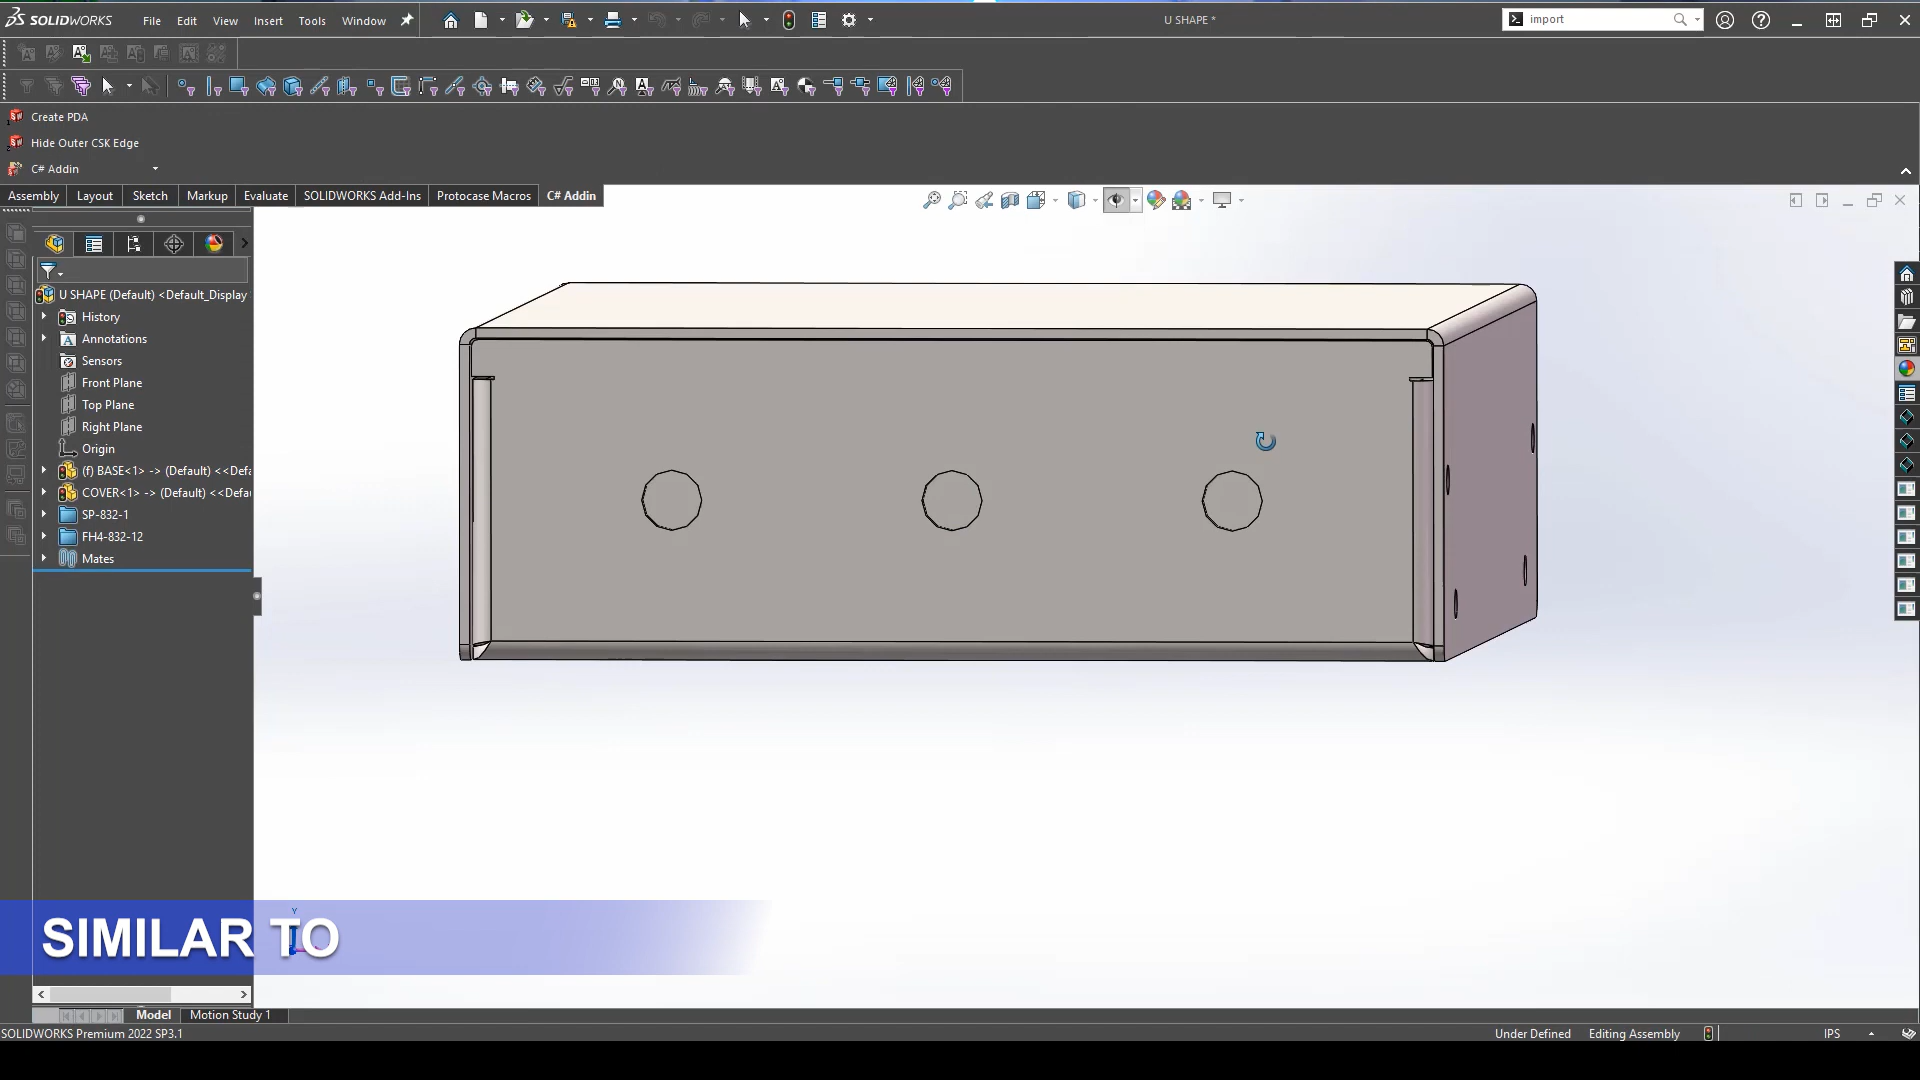 SOLIDWORKS File Edit View Insert Tools Window U SHAPE * import
Create PDA
Hide Outer CSK Edge
C# Addin
Assembly Layout Sketch Markup Evaluate SOLIDWORKS Add-Ins Protocase Macros C# Addin
U SHAPE (Default) <Default_Display
History
Annotations
Sensors
Front Plane
Top Plane
Right Plane
Origin
(f) BASE<1> -> (Default) <<Defa
COVER<1> -> (Default) <<Defau
SP-832-1
FH4-832-12
Mates
SIMILAR TO
Y
Model Motion Study 1
SOLIDWORKS Premium 2022 SP3.1 Under Defined Editing Assembly IPS